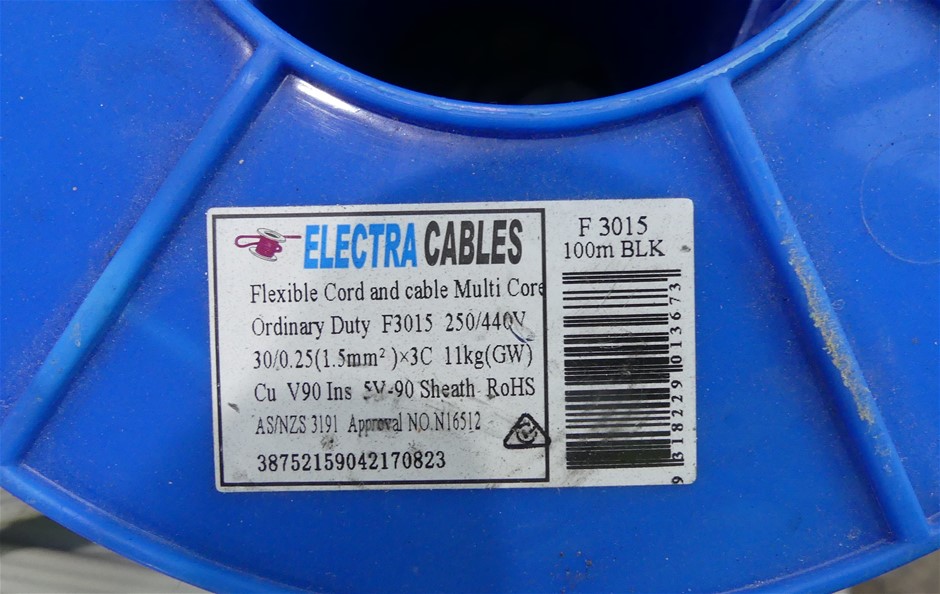 ELECTRA CABLES
Flexible Cord and cable Multi Core
Ordinary Duty F3015 250/440V
30/0.25(1.5mm²)×3C 11kg(GW)
Cu V90 Ins 5V-90 Sheath RoHS
AS/NZS 3191 Approval NO.N16512
38752159042170823
F 3015
100m BLK
9 318229 013673